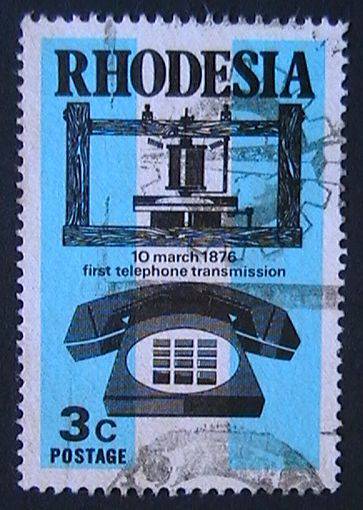 RHODESIA
10 march 1876
first telephone transmission
3c
POSTAGE